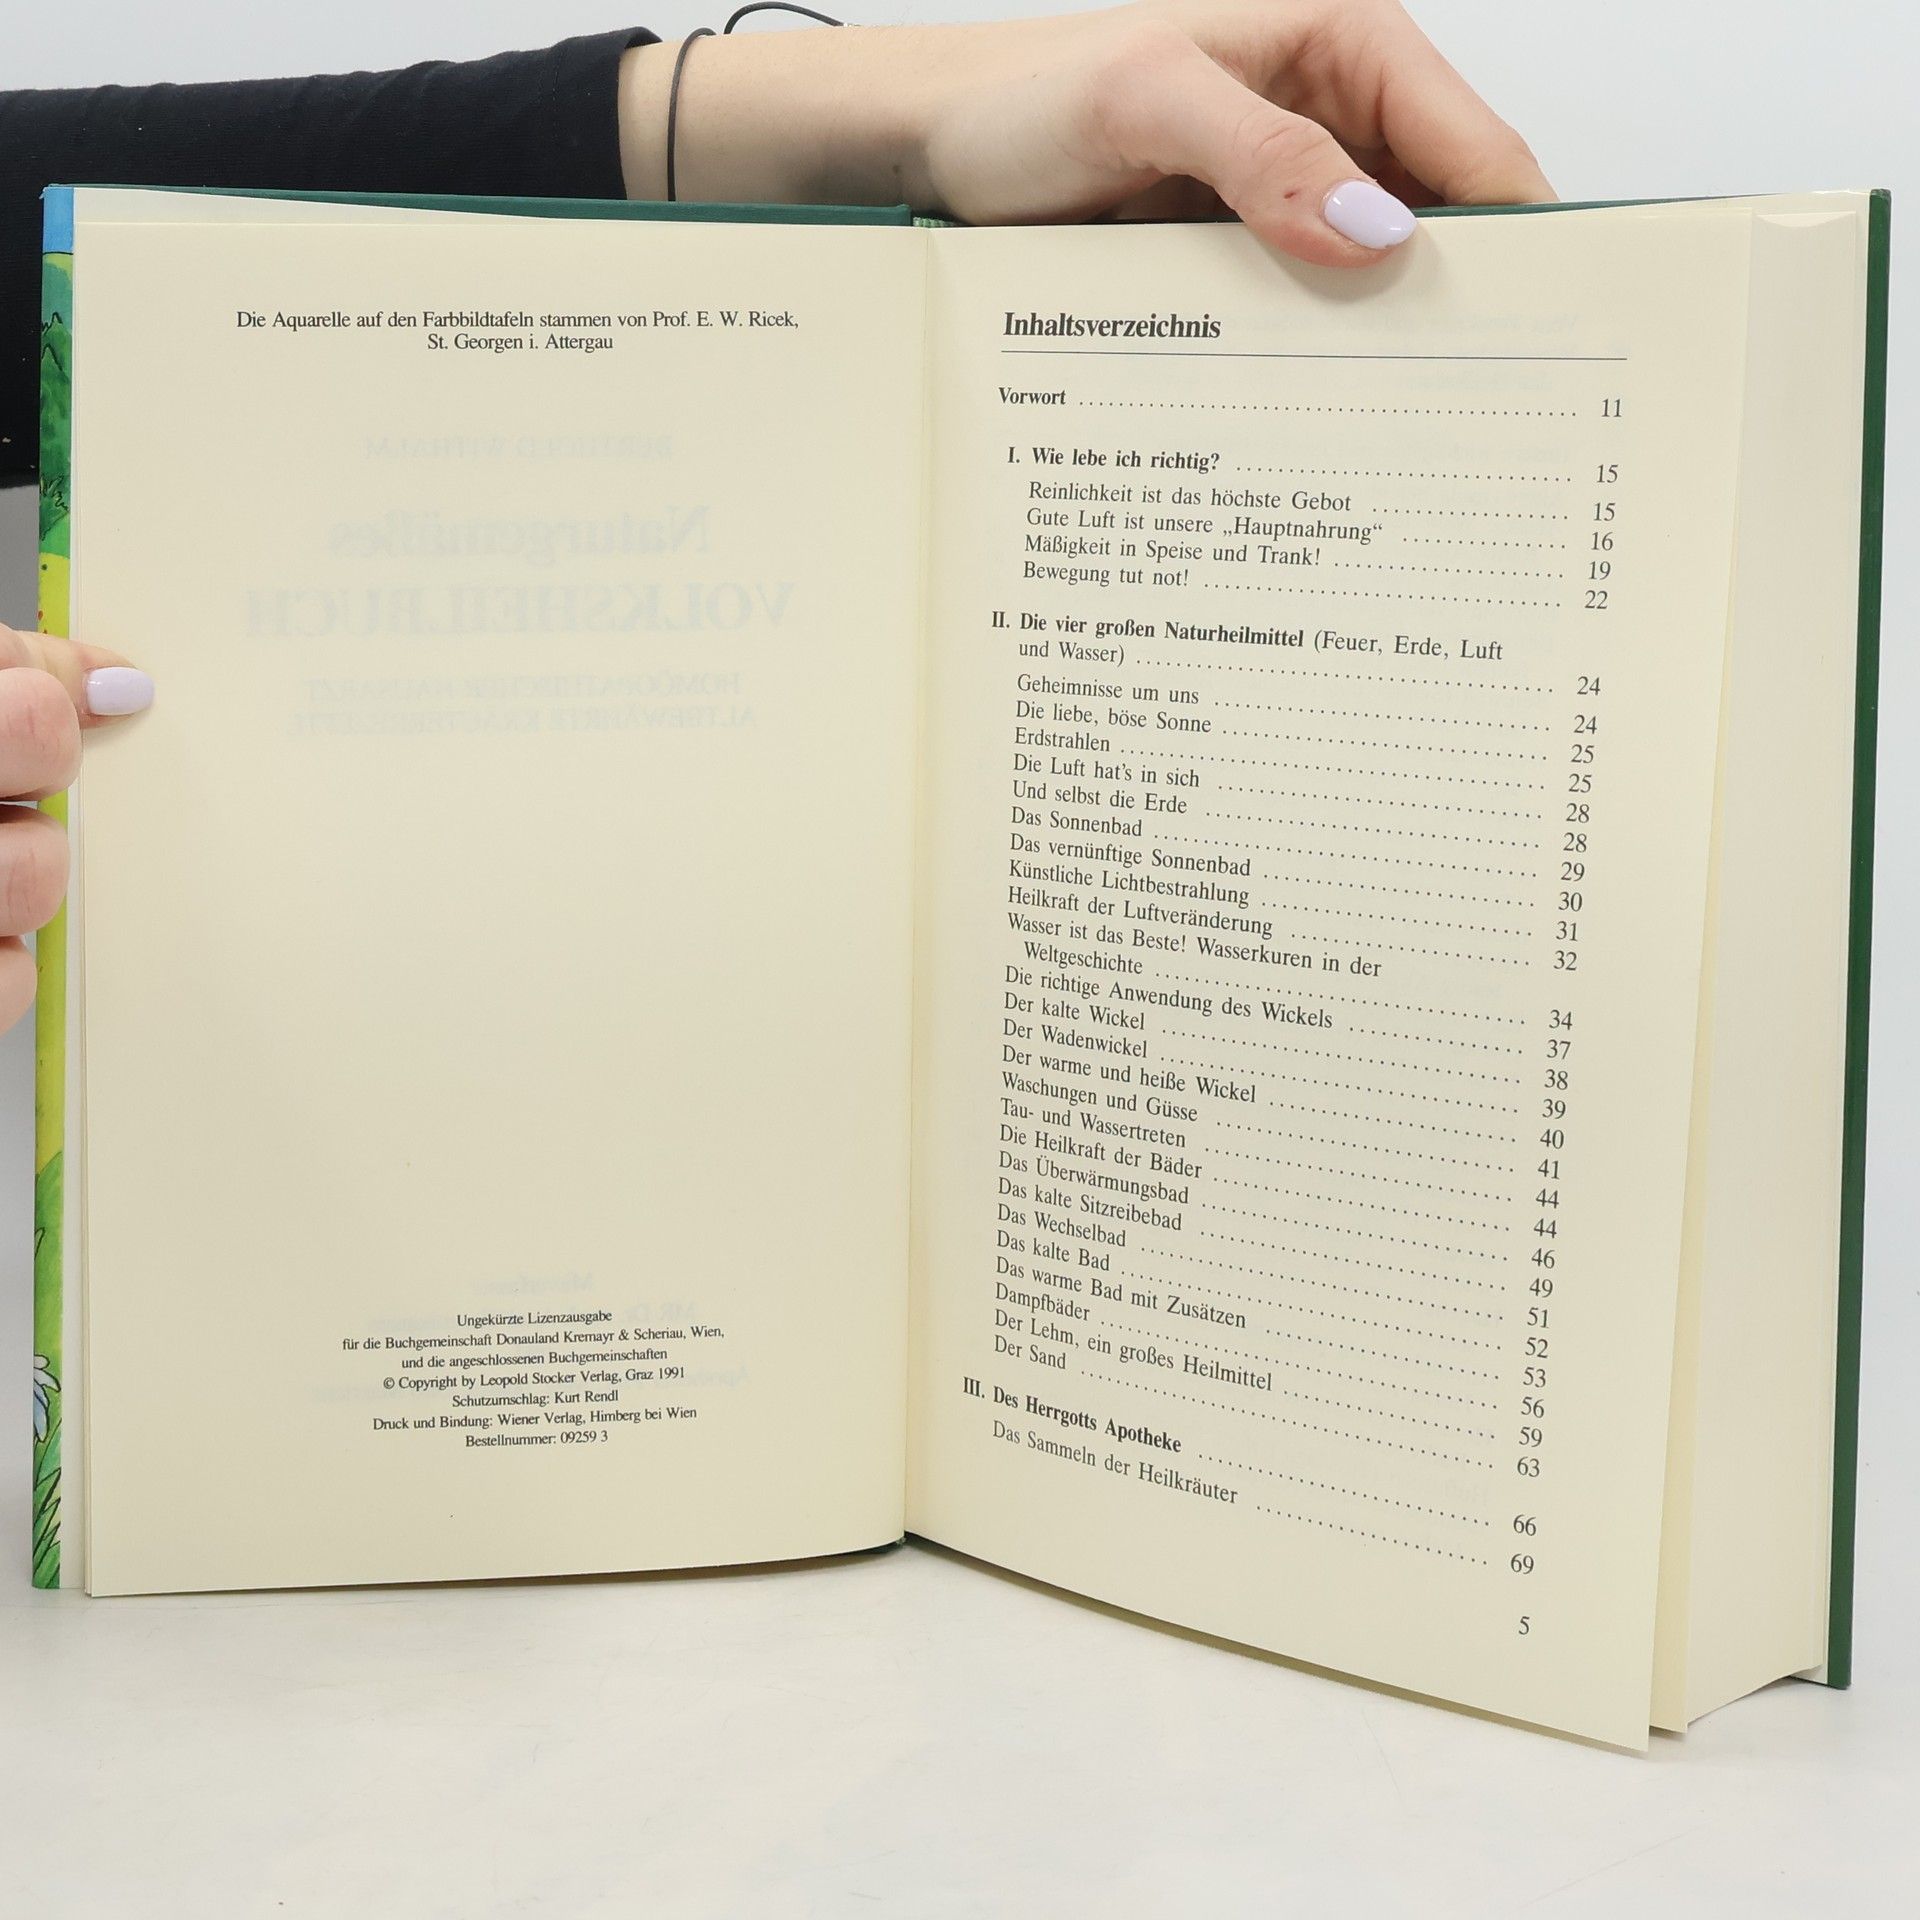 Die Aquarelle auf den Farbbildtafeln stammen von Prof. E. W. Ricek,
St. Georgen i. Attergau
Ungekürzte Lizenzausgabe
für die Buchgemeinschaft Donauland Kremayr & Scheriau, Wien,
und die angeschlossenen Buchgemeinschaften
© Copyright by Leopold Stocker Verlag, Graz 1991
Schutzumschlag: Kurt Rendl
Druck und Bindung: Wiener Verlag, Himberg bei Wien
Bestellnummer: 09259 3
Inhaltsverzeichnis
Vorwort ........ 11
I. Wie lebe ich richtig? ........ 15
Reinlichkeit ist das höchste Gebot ........ 15
Gute Luft ist unsere „Hauptnahrung“ ........ 16
Mäßigkeit in Speise und Trank! ........ 19
Bewegung tut not! ........ 22
II. Die vier großen Naturheilmittel (Feuer, Erde, Luft
und Wasser) ........ 24
Geheimnisse um uns ........ 24
Die liebe, böse Sonne ........ 25
Erdstrahlen ........ 25
Die Luft hat's in sich ........ 28
Und selbst die Erde ........ 28
Das Sonnenbad ........ 29
Das vernünftige Sonnenbad ........ 30
Künstliche Lichtbestrahlung ........ 31
Heilkraft der Luftveränderung ........ 32
Wasser ist das Beste! Wasserkuren in der
Weltgeschichte ........ 34
Die richtige Anwendung des Wickels ........ 37
Der kalte Wickel ........ 38
Der Wadenwickel ........ 39
Der warme und heiße Wickel ........ 40
Waschungen und Güsse ........ 41
Tau- und Wassertreten ........ 44
Die Heilkraft der Bäder ........ 44
Das Überwärmungsbad ........ 46
Das kalte Sitzreibebad ........ 49
Das Wechselbad ........ 51
Das kalte Bad ........ 52
Das warme Bad mit Zusätzen ........ 53
Dampfbäder ........ 56
Der Lehm, ein großes Heilmittel ........ 59
Der Sand ........ 63
III. Des Herrgotts Apotheke ........ 66
Das Sammeln der Heilkräuter ........ 69
5